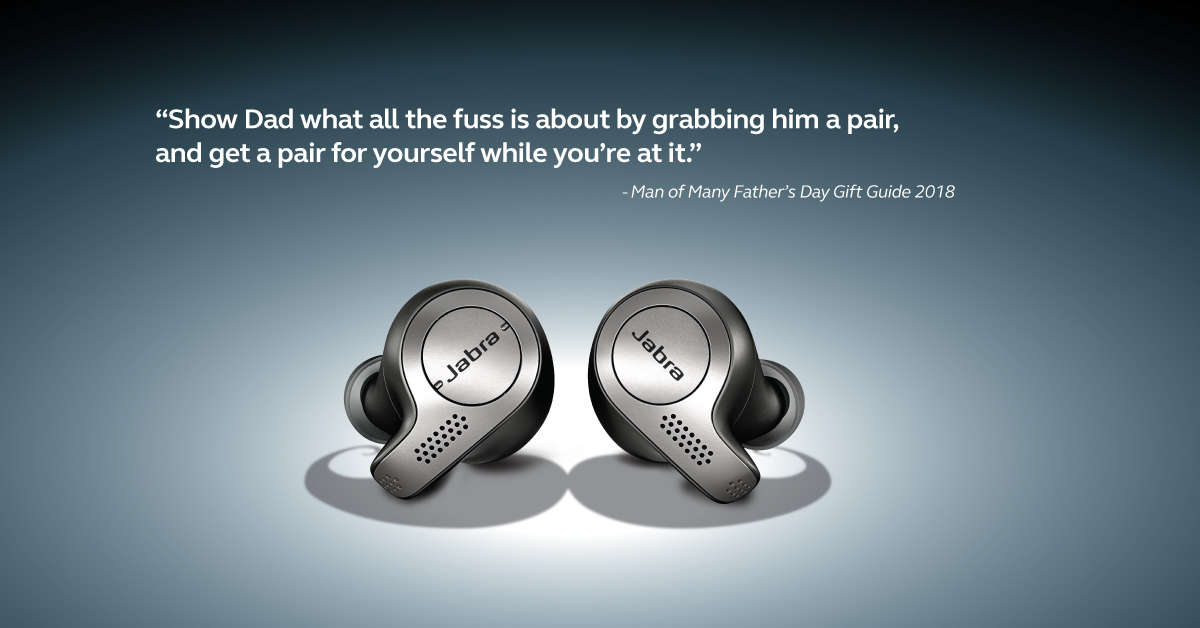 “Show Dad what all the fuss is about by grabbing him a pair,
and get a pair for yourself while you’re at it.”
- Man of Many Father’s Day Gift Guide 2018
Jabra
Jabra